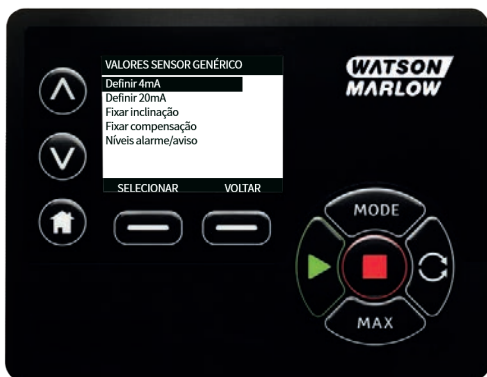 VALORES SENSOR GENÉRICO
Definir 4mA
Definir 20mA
Fixar inclinação
Fixar compensação
Níveis alarme/aviso
SELECIONAR VOLTAR
WATSON
MARLOW
MODE
MAX